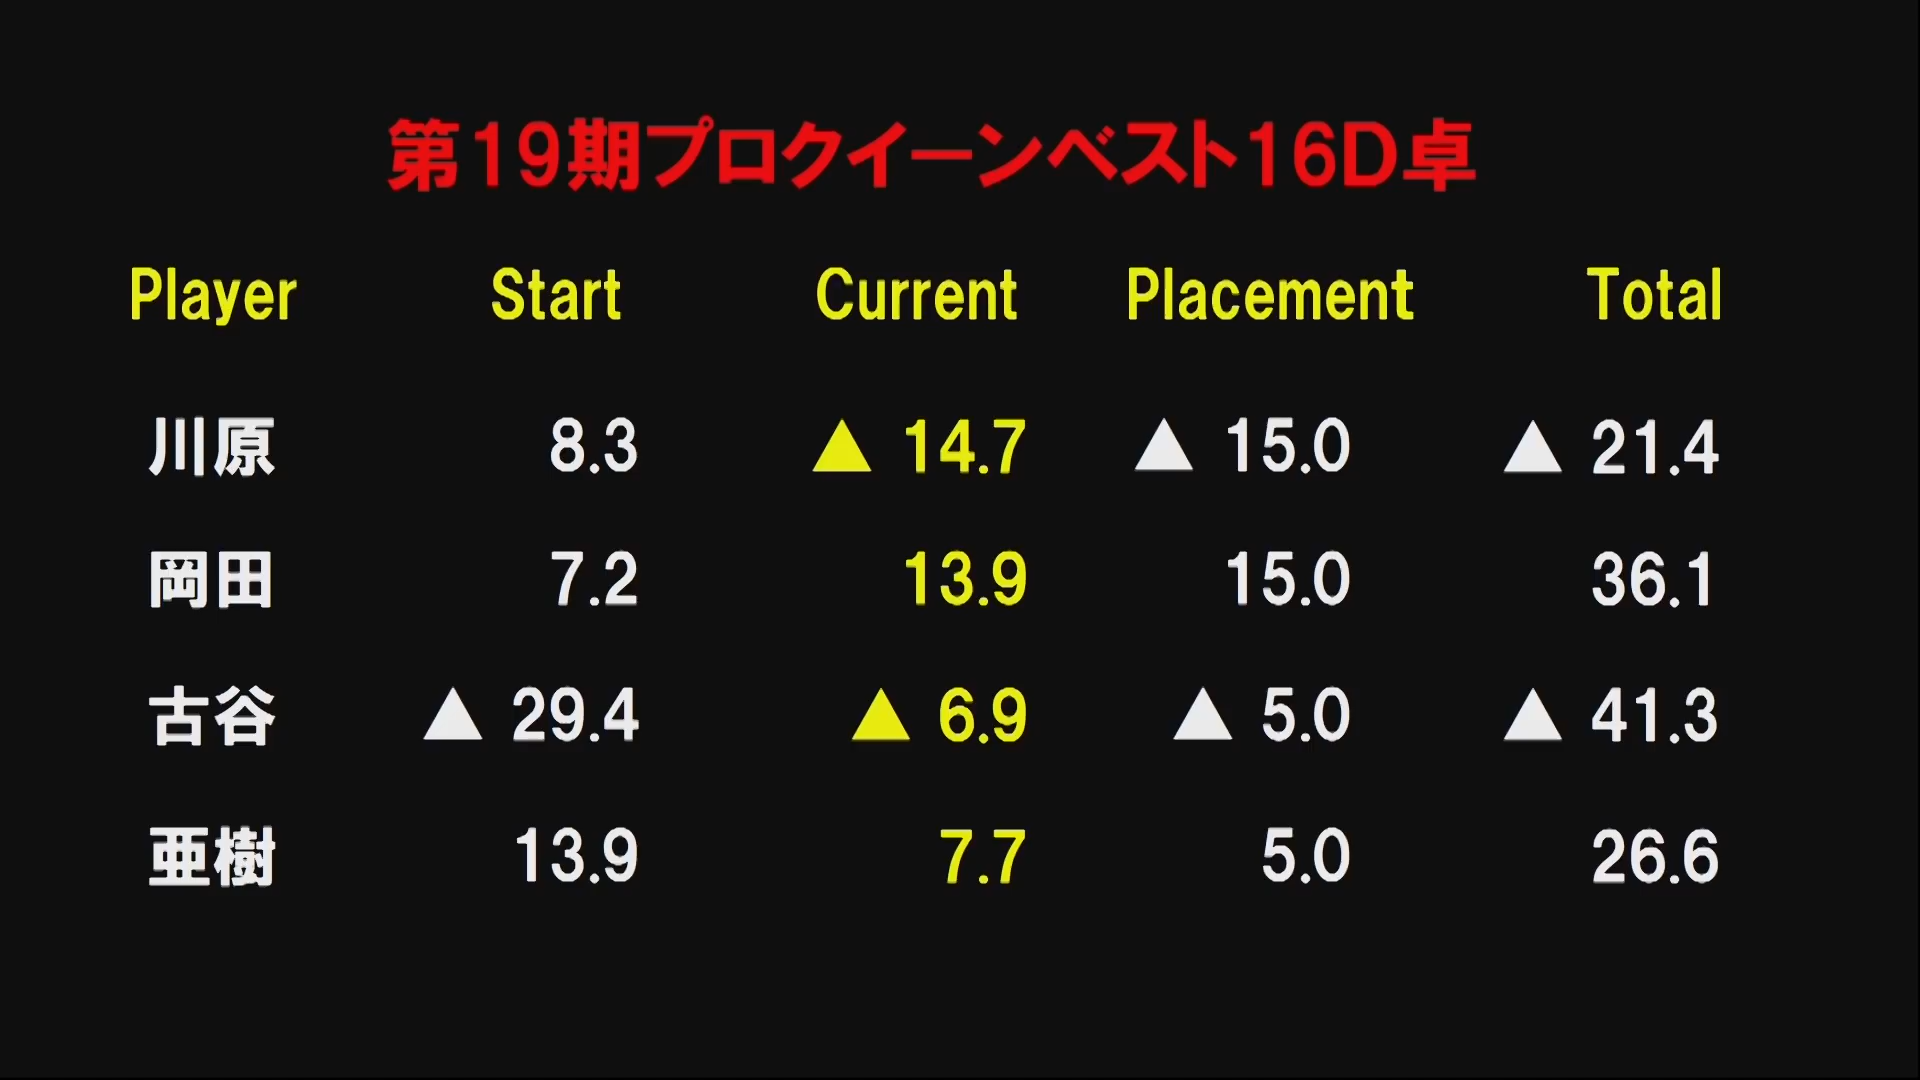 第19期プロクイーンベスト16D卓
Player Start Current Placement Total
川原 8.3 ▲ 14.7 ▲ 15.0 ▲ 21.4
岡田 7.2 13.9 15.0 36.1
古谷 ▲ 29.4 ▲ 6.9 ▲ 5.0 ▲ 41.3
亜樹 13.9 7.7 5.0 26.6